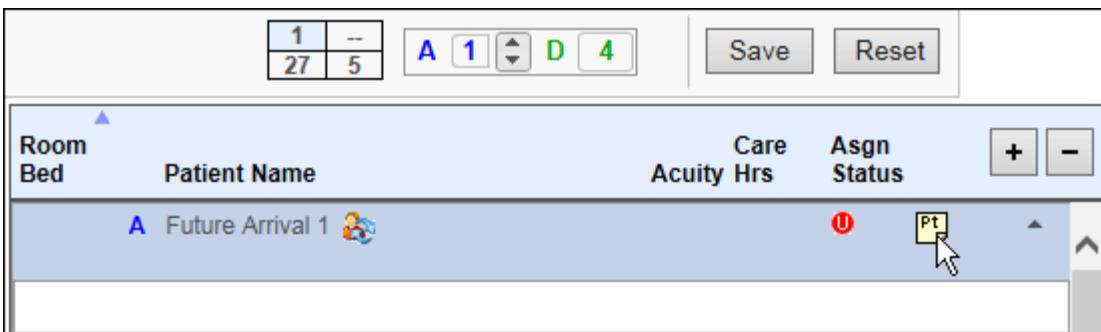 1 --
27 5
A 1 D 4
Save Reset
Room Bed
Patient Name
Acuity
Care Hrs
Asgn Status
+ -
A Future Arrival 1 U Pt